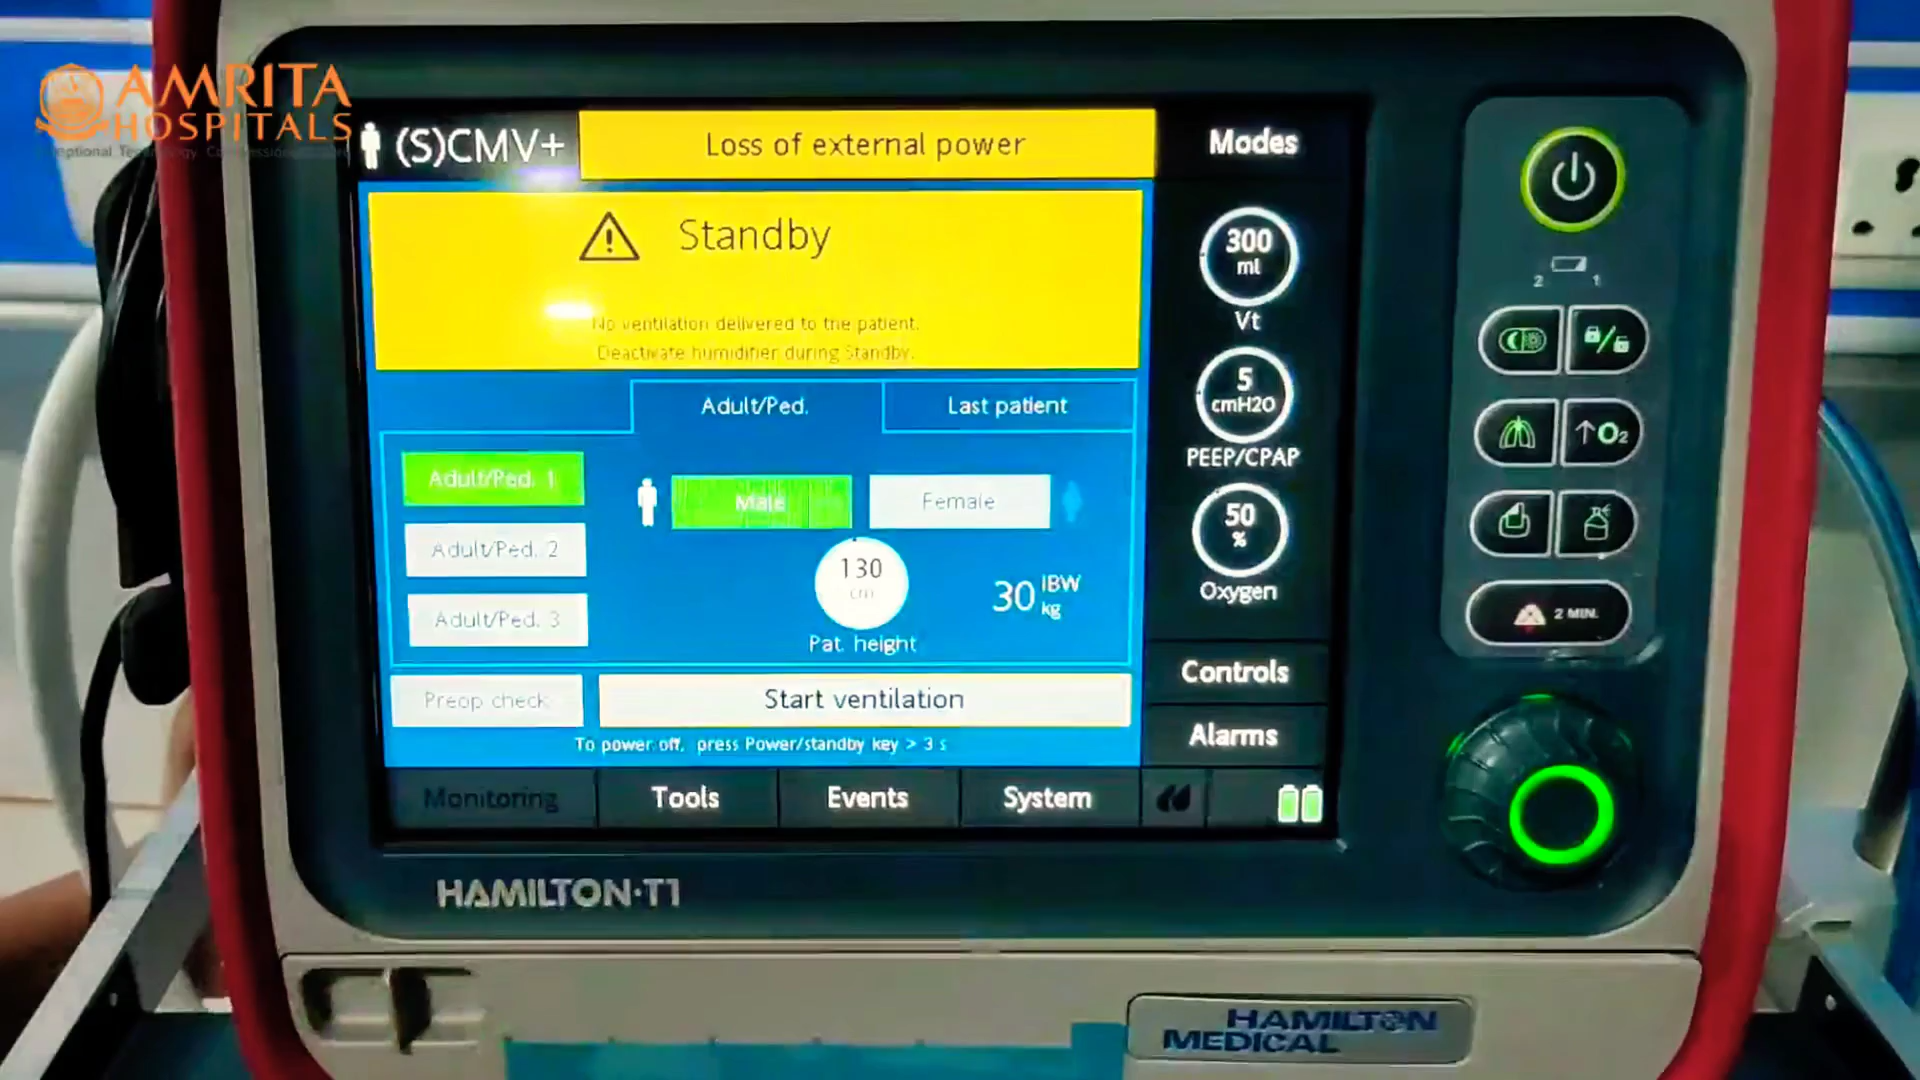 AMRITA
HOSPITALS
(S)CMV+
Loss of external power
Modes
Standby
No ventilation delivered to the patient.
Deactivate humidifier during Standby.
300
ml
Vt
5
cmH2O
PEEP/CPAP
50
%
Oxygen
2 1
Adult/Ped.
Last patient
Adult/Ped. 1
Male
Female
Adult/Ped. 2
Adult/Ped. 3
130
cm
Pat. height
30 IBW
kg
↑O2
2 MIN.
Preop check
Start ventilation
To power off, press Power/standby key > 3 s
Controls
Alarms
Monitoring
Tools
Events
System
HAMILTON·T1
HAMILTON
MEDICAL